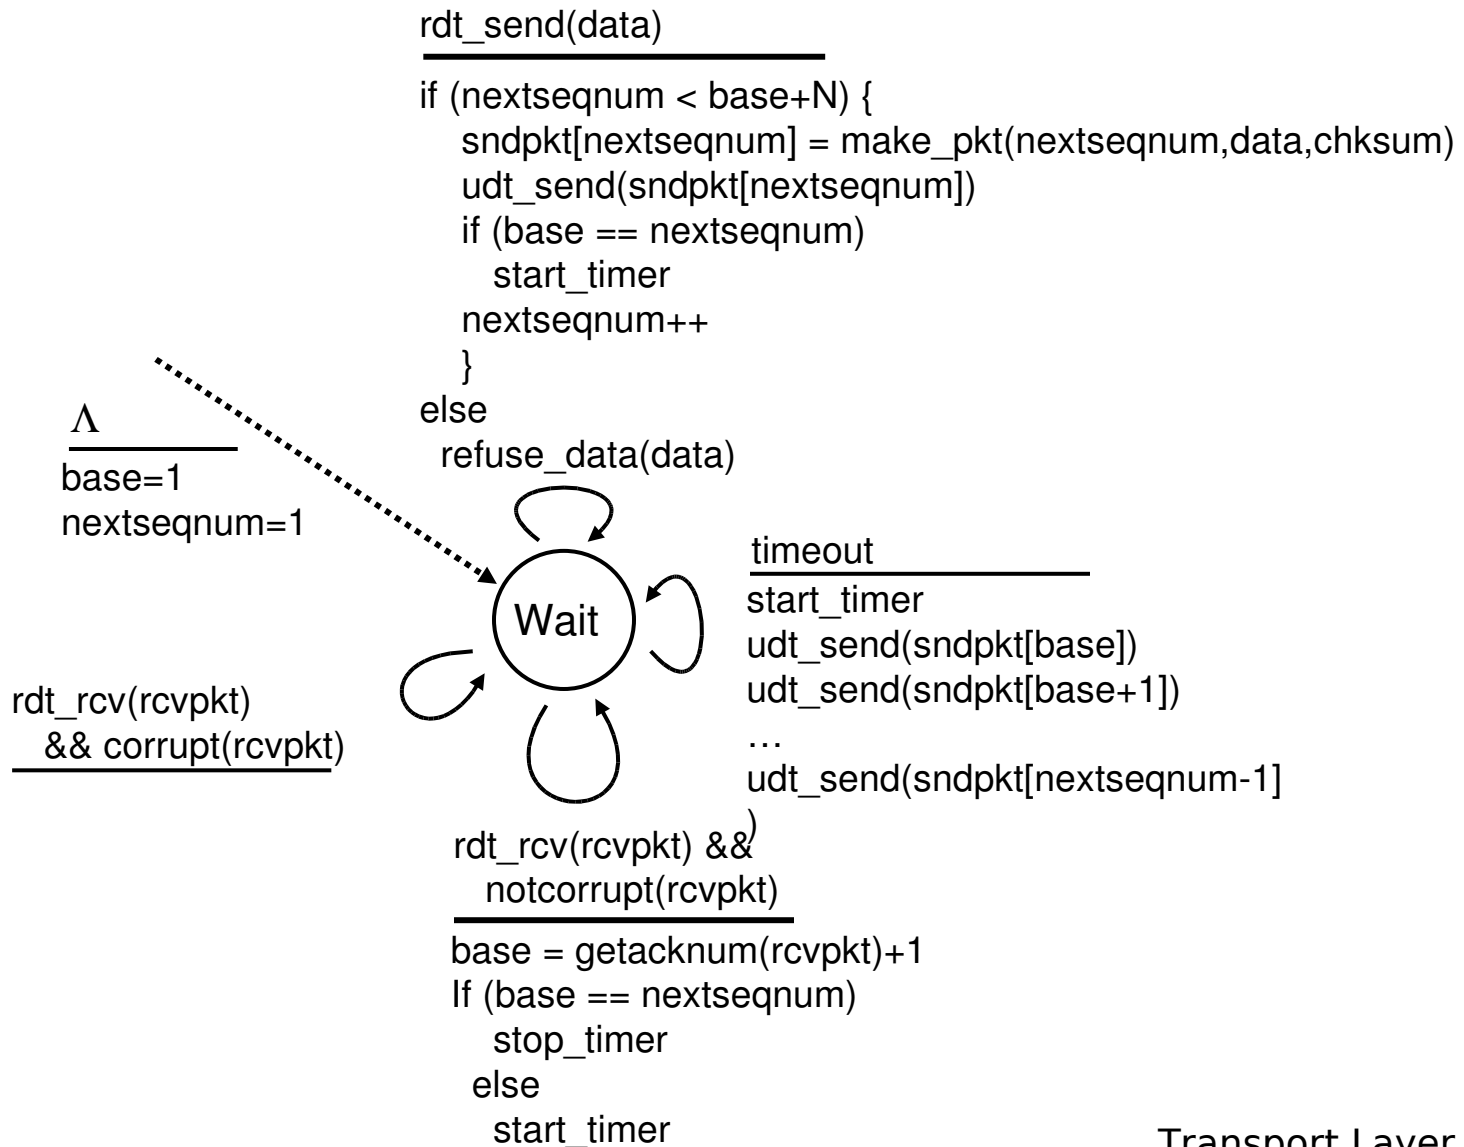 rdt_send(data)
if (nextseqnum < base+N) {
sndpkt[nextseqnum] = make_pkt(nextseqnum,data,chksum)
udt_send(sndpkt[nextseqnum])
if (base == nextseqnum)
start_timer
nextseqnum++
}
else
refuse_data(data)
Λ
base=1
nextseqnum=1
Wait
timeout
start_timer
udt_send(sndpkt[base])
udt_send(sndpkt[base+1])
…
udt_send(sndpkt[nextseqnum-1]
)
rdt_rcv(rcvpkt)
&& corrupt(rcvpkt)
rdt_rcv(rcvpkt) &&
notcorrupt(rcvpkt)
base = getacknum(rcvpkt)+1
If (base == nextseqnum)
stop_timer
else
start_timer
Transport Layer